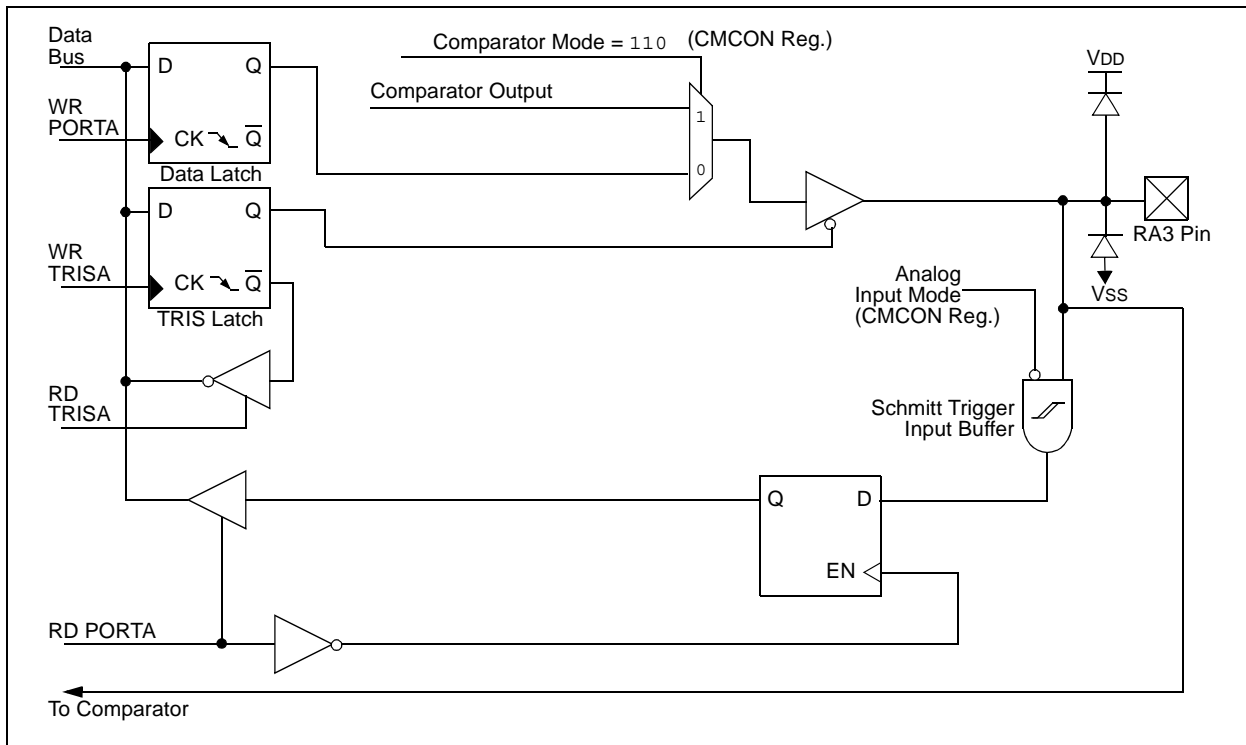 Data
Bus
D Q
WR
PORTA
CK Q
Data Latch
Comparator Mode = 110 (CMCON Reg.)
Comparator Output
1
0
VDD
RA3 Pin
VSS
D Q
WR
TRISA
CK Q
TRIS Latch
Analog
Input Mode
(CMCON Reg.)
RD
TRISA
Schmitt Trigger
Input Buffer
Q D
EN
RD PORTA
To Comparator